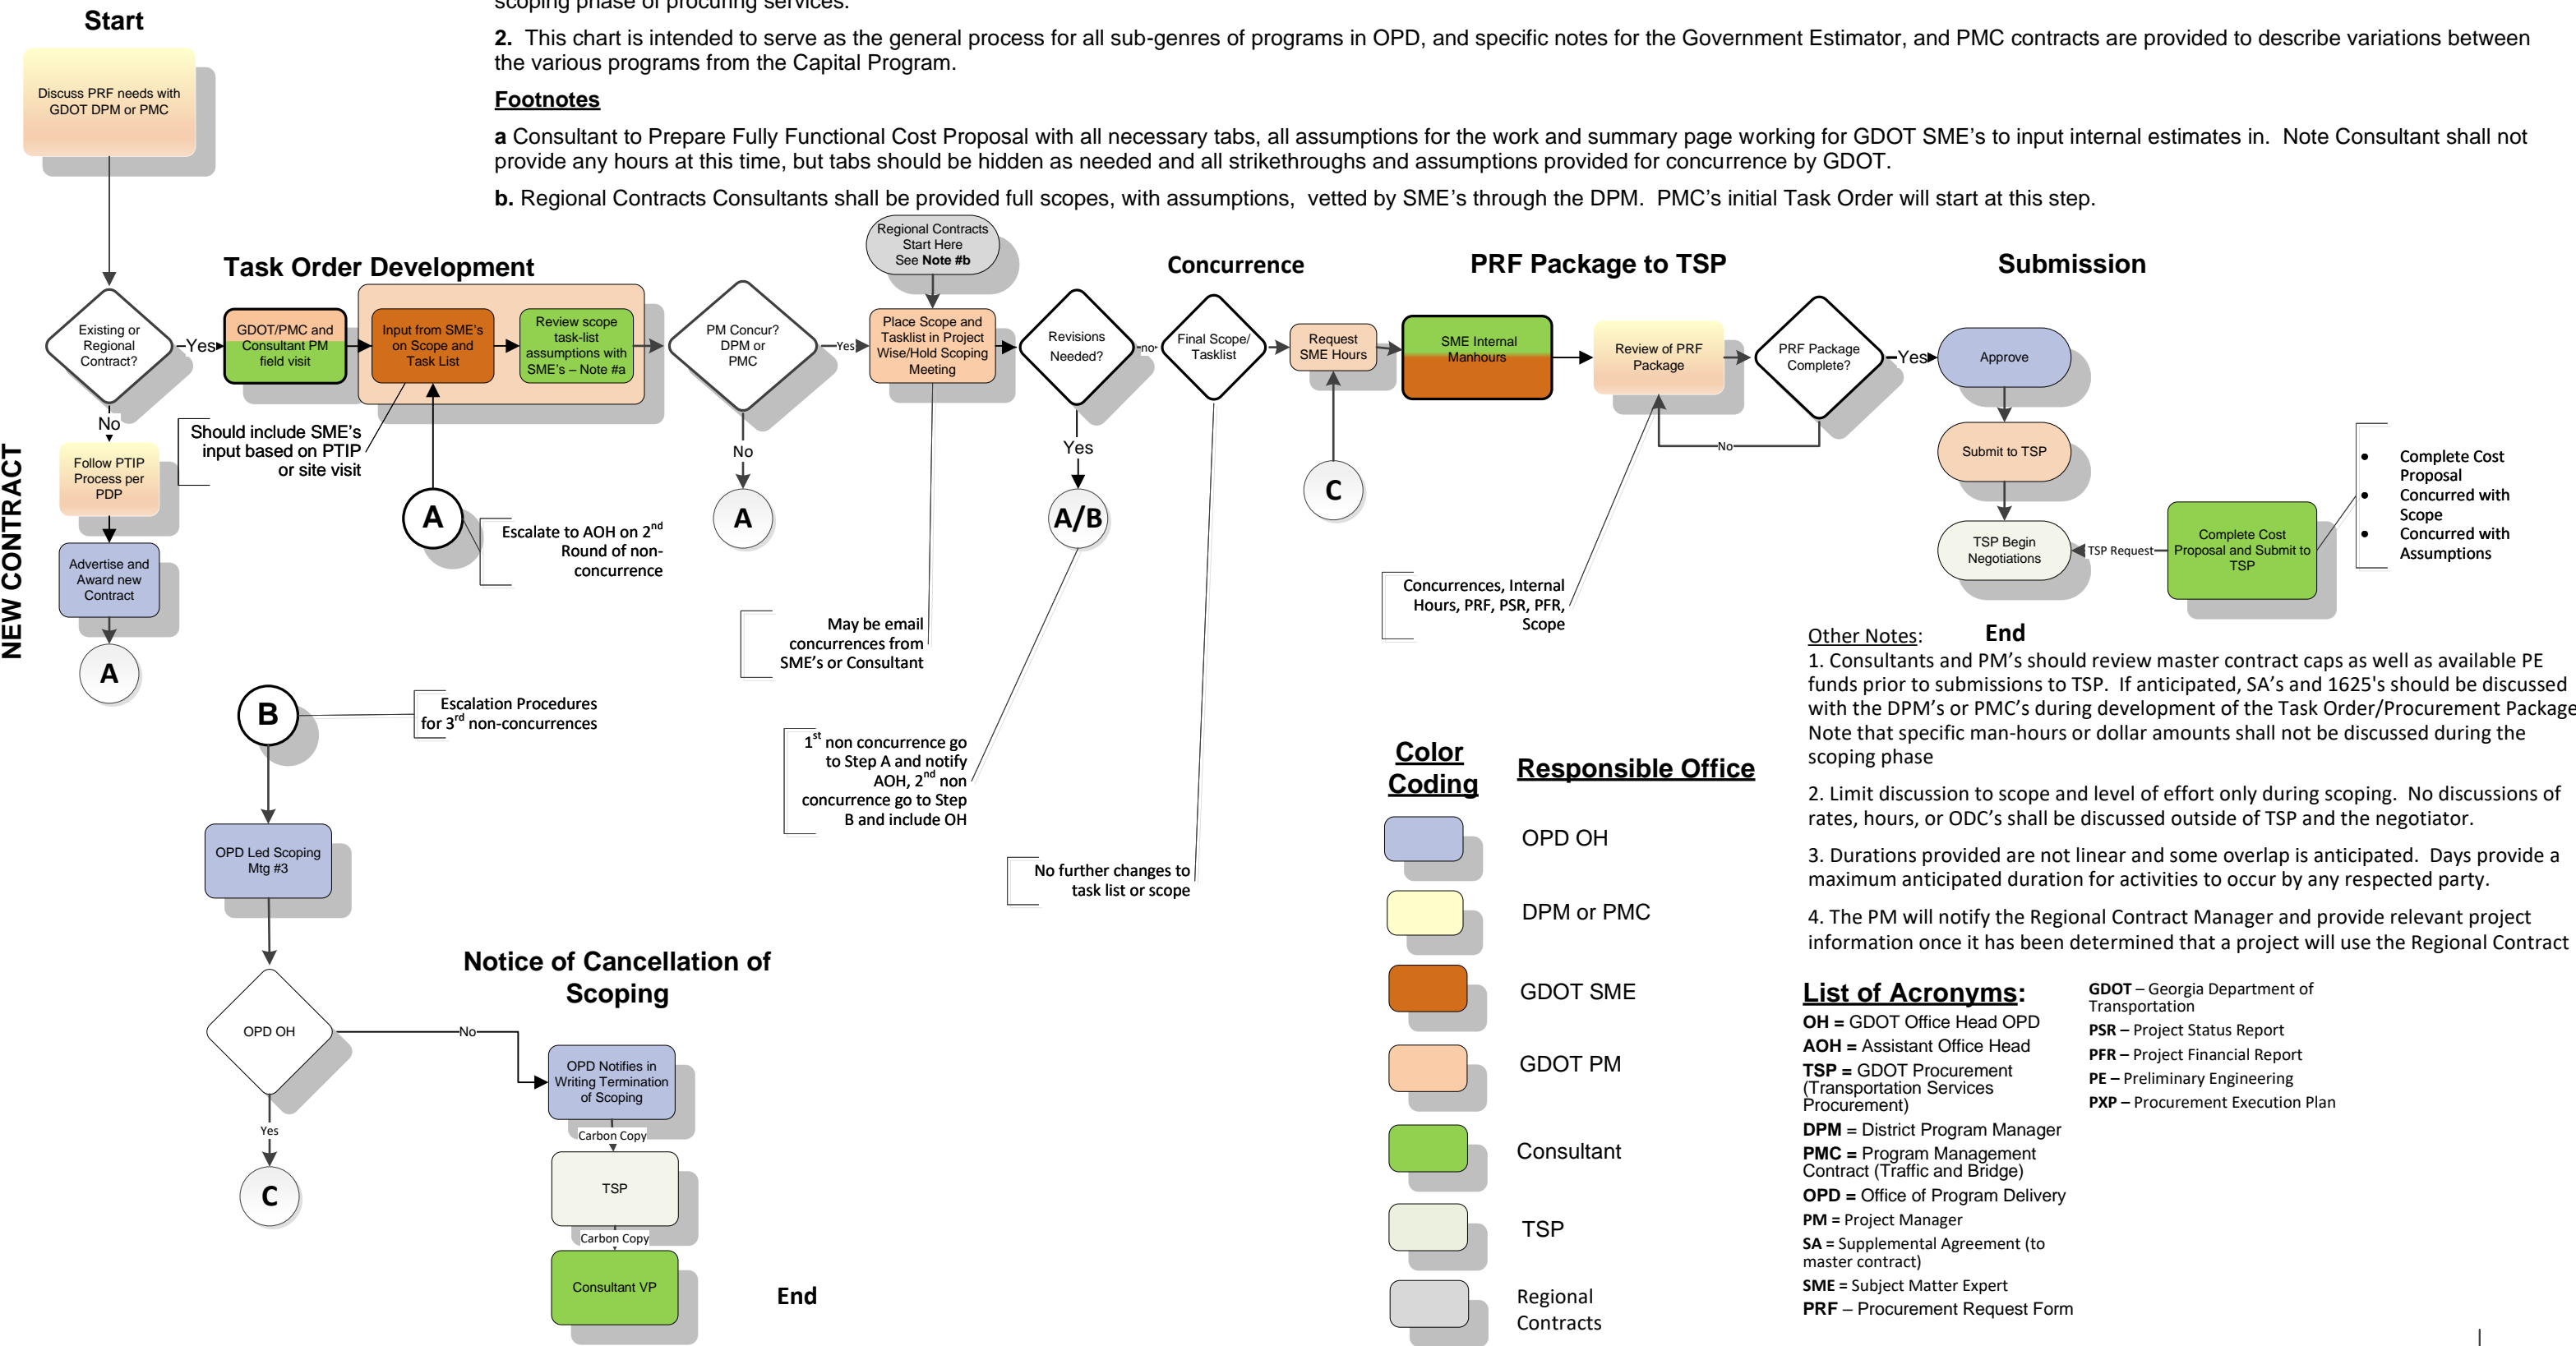 scoping phase of procuring services.
2. This chart is intended to serve as the general process for all sub-genres of programs in OPD, and specific notes for the Government Estimator, and PMC contracts are provided to describe variations between
the various programs from the Capital Program.
Footnotes
a Consultant to Prepare Fully Functional Cost Proposal with all necessary tabs, all assumptions for the work and summary page working for GDOT SME's to input internal estimates in. Note Consultant shall not
provide any hours at this time, but tabs should be hidden as needed and all strikethroughs and assumptions provided for concurrence by GDOT.
b. Regional Contracts Consultants shall be provided full scopes, with assumptions, vetted by SME's through the DPM. PMC's initial Task Order will start at this step.
Start
Discuss PRF needs with
GDOT DPM or PMC
Existing or
Regional
Contract?
Yes
No
NEW CONTRACT
Follow PTIP
Process per
PDP
Advertise and
Award new
Contract
A
Task Order Development
GDOT/PMC and
Consultant PM
field visit
Input from SME's
on Scope and
Task List
Review scope
task-list
assumptions with
SME's – Note #a
Should include SME's
input based on PTIP
or site visit
A
Escalate to AOH on 2nd
Round of non-
concurrence
PM Concur?
DPM or
PMC
Yes
No
A
Regional Contracts
Start Here
See Note #b
Place Scope and
Tasklist in Project
Wise/Hold Scoping
Meeting
May be email
concurrences from
SME's or Consultant
Revisions
Needed?
no
Yes
A/B
1st non concurrence go
to Step A and notify
AOH, 2nd non
concurrence go to Step
B and include OH
Concurrence
Final Scope/
Tasklist
No further changes to
task list or scope
Request
SME Hours
C
PRF Package to TSP
SME Internal
Manhours
Review of PRF
Package
Concurrences, Internal
Hours, PRF, PSR, PFR,
Scope
PRF Package
Complete?
No
Yes
Submission
Approve
Submit to TSP
TSP Begin
Negotiations
TSP Request
Complete Cost
Proposal and Submit to
TSP
• Complete Cost
Proposal
• Concurred with
Scope
• Concurred with
Assumptions
End
B
Escalation Procedures
for 3rd non-concurrences
OPD Led Scoping
Mtg #3
OPD OH
No
Yes
C
Notice of Cancellation of
Scoping
OPD Notifies in
Writing Termination
of Scoping
Carbon Copy
TSP
Carbon Copy
Consultant VP
End
Color
Coding
Responsible Office
OPD OH
DPM or PMC
GDOT SME
GDOT PM
Consultant
TSP
Regional
Contracts
Other Notes:
1. Consultants and PM's should review master contract caps as well as available PE
funds prior to submissions to TSP. If anticipated, SA's and 1625's should be discussed
with the DPM's or PMC's during development of the Task Order/Procurement Package
Note that specific man-hours or dollar amounts shall not be discussed during the
scoping phase
2. Limit discussion to scope and level of effort only during scoping. No discussions of
rates, hours, or ODC's shall be discussed outside of TSP and the negotiator.
3. Durations provided are not linear and some overlap is anticipated. Days provide a
maximum anticipated duration for activities to occur by any respected party.
4. The PM will notify the Regional Contract Manager and provide relevant project
information once it has been determined that a project will use the Regional Contract
List of Acronyms:
OH = GDOT Office Head OPD
AOH = Assistant Office Head
TSP = GDOT Procurement
(Transportation Services
Procurement)
DPM = District Program Manager
PMC = Program Management
Contract (Traffic and Bridge)
OPD = Office of Program Delivery
PM = Project Manager
SA = Supplemental Agreement (to
master contract)
SME = Subject Matter Expert
PRF – Procurement Request Form
GDOT – Georgia Department of
Transportation
PSR – Project Status Report
PFR – Project Financial Report
PE – Preliminary Engineering
PXP – Procurement Execution Plan